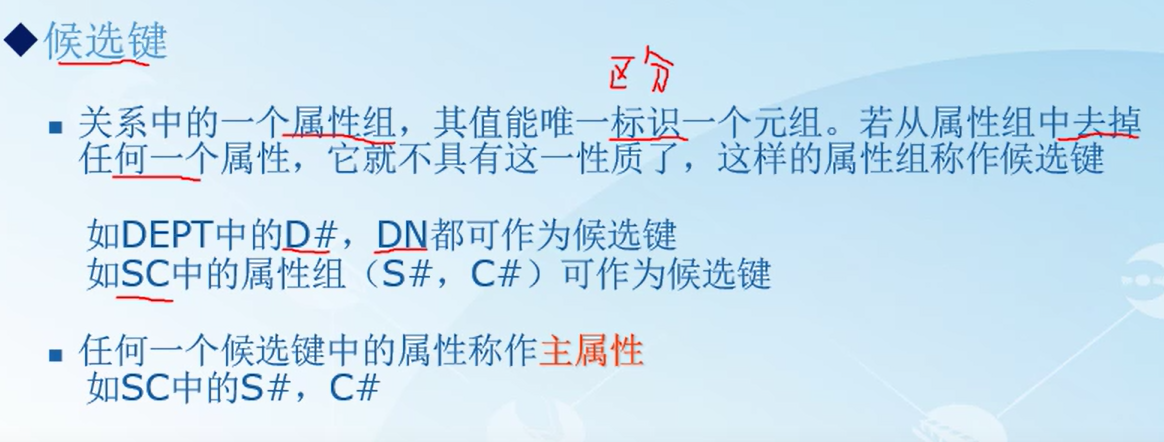 候选键
区分
关系中的一个属性组，其值能唯一标识一个元组。若从属性组中去掉
任何一个属性，它就不具有这一性质了，这样的属性组称作候选键
如DEPT中的D#，DN都可作为候选键
如SC中的属性组（S#，C#）可作为候选键
任何一个候选键中的属性称作主属性
如SC中的S#，C#